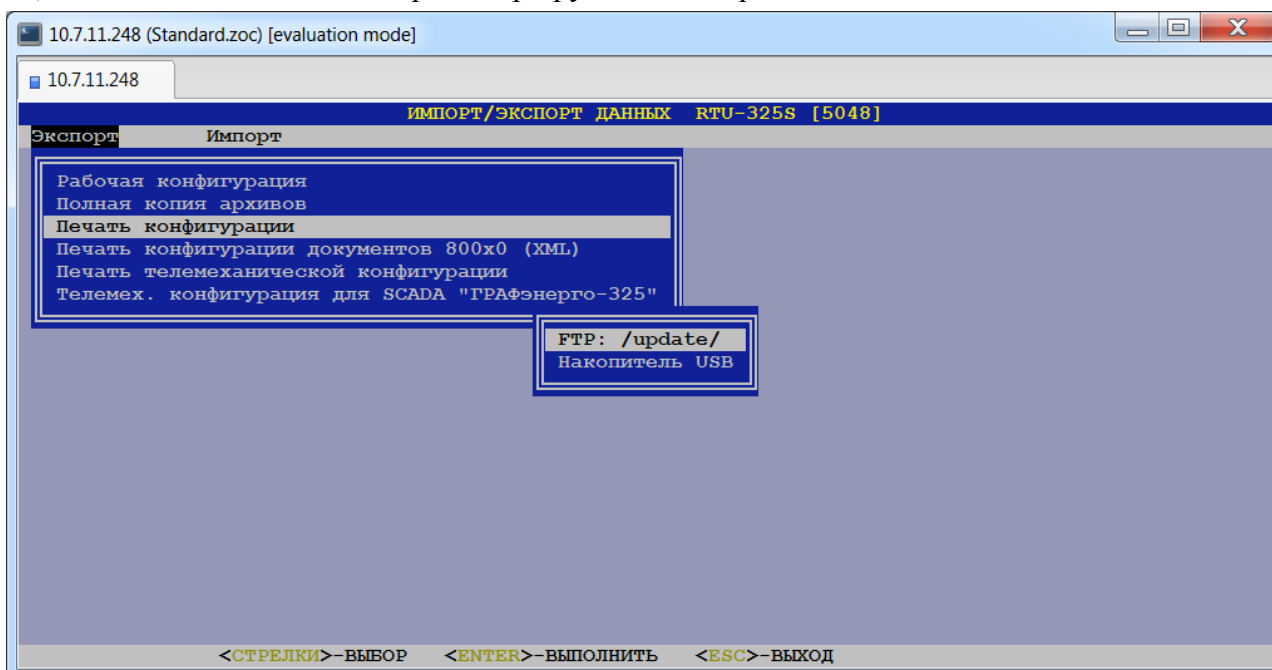 10.7.11.248 (Standard.zoc) [evaluation mode]
10.7.11.248
ИМПОРТ/ЭКСПОРТ ДАННЫХ RTU-325S [5048]
Экспорт Импорт
Рабочая конфигурация
Полная копия архивов
Печать конфигурации
Печать конфигурации документов 800x0 (XML)
Печать телемеханической конфигурации
Телемех. конфигурация для SCADA "ГРАФэнерго-325"
FTP: /update/
Накопитель USB
<СТРЕЛКИ>-ВЫБОР <ENTER>-ВЫПОЛНИТЬ <ESC>-ВЫХОД